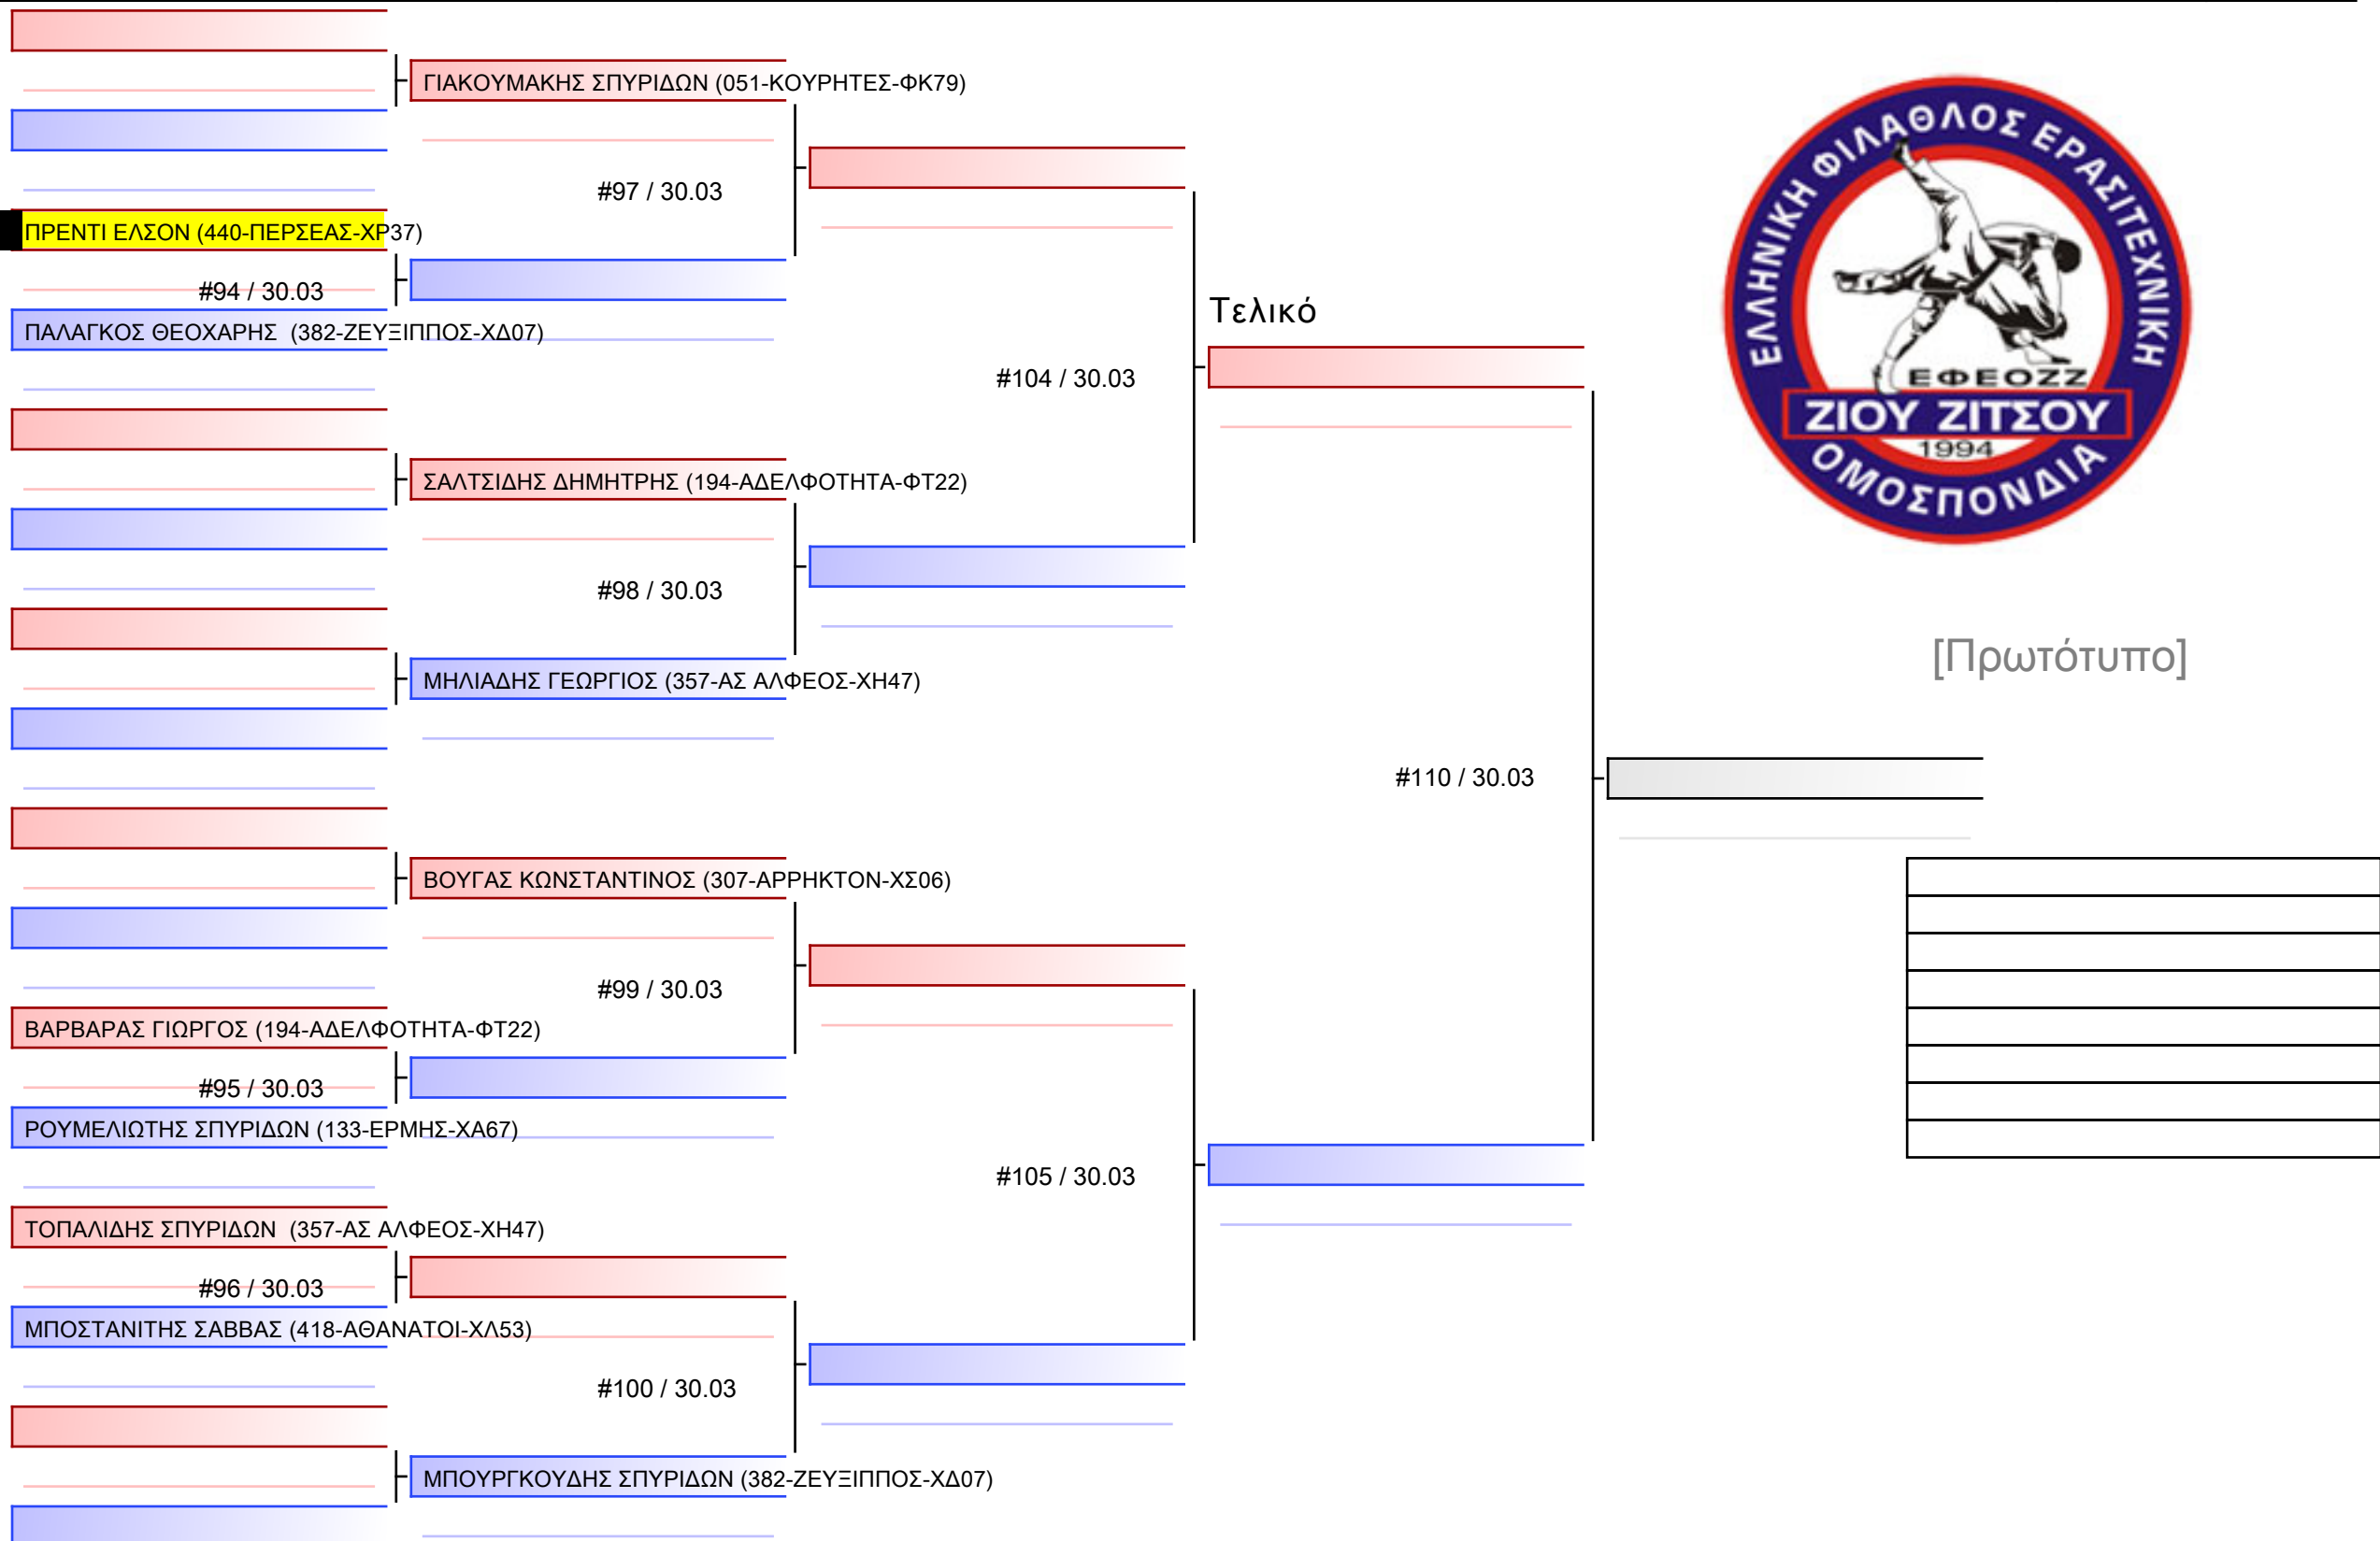 ΓΙΑΚΟΥΜΑΚΗΣ ΣΠΥΡΙΔΩΝ (051-ΚΟΥΡΗΤΕΣ-ΦΚ79)
#97 / 30.03
ΠΡΕΝΤΙ ΕΛΣΟΝ (440-ΠΕΡΣΕΑΣ-ΧΡ37)
#94 / 30.03
ΠΑΛΑΓΚΟΣ ΘΕΟΧΑΡΗΣ (382-ΖΕΥΞΙΠΠΟΣ-ΧΔ07)
#104 / 30.03
ΣΑΛΤΣΙΔΗΣ ΔΗΜΗΤΡΗΣ (194-ΑΔΕΛΦΟΤΗΤΑ-ΦΤ22)
#98 / 30.03
ΜΗΛΙΑΔΗΣ ΓΕΩΡΓΙΟΣ (357-ΑΣ ΑΛΦΕΟΣ-ΧΗ47)
Τελικό
#110 / 30.03
ΒΟΥΓΑΣ ΚΩΝΣΤΑΝΤΙΝΟΣ (307-ΑΡΡΗΚΤΟΝ-ΧΣ06)
#99 / 30.03
ΒΑΡΒΑΡΑΣ ΓΙΩΡΓΟΣ (194-ΑΔΕΛΦΟΤΗΤΑ-ΦΤ22)
#95 / 30.03
ΡΟΥΜΕΛΙΩΤΗΣ ΣΠΥΡΙΔΩΝ (133-ΕΡΜΗΣ-ΧΑ67)
#105 / 30.03
ΤΟΠΑΛΙΔΗΣ ΣΠΥΡΙΔΩΝ (357-ΑΣ ΑΛΦΕΟΣ-ΧΗ47)
#96 / 30.03
ΜΠΟΣΤΑΝΙΤΗΣ ΣΑΒΒΑΣ (418-ΑΘΑΝΑΤΟΙ-ΧΛ53)
#100 / 30.03
ΜΠΟΥΡΓΚΟΥΔΗΣ ΣΠΥΡΙΔΩΝ (382-ΖΕΥΞΙΠΠΟΣ-ΧΔ07)
ΕΛΛΗΝΙΚΗ ΦΙΛΑΘΛΟΣ ΕΡΑΣΙΤΕΧΝΙΚΗ
ΕΦΕΟΖΖ
ΖΙΟΥ ΖΙΤΣΟΥ
1994
ΟΜΟΣΠΟΝΔΙΑ
[Πρωτότυπο]